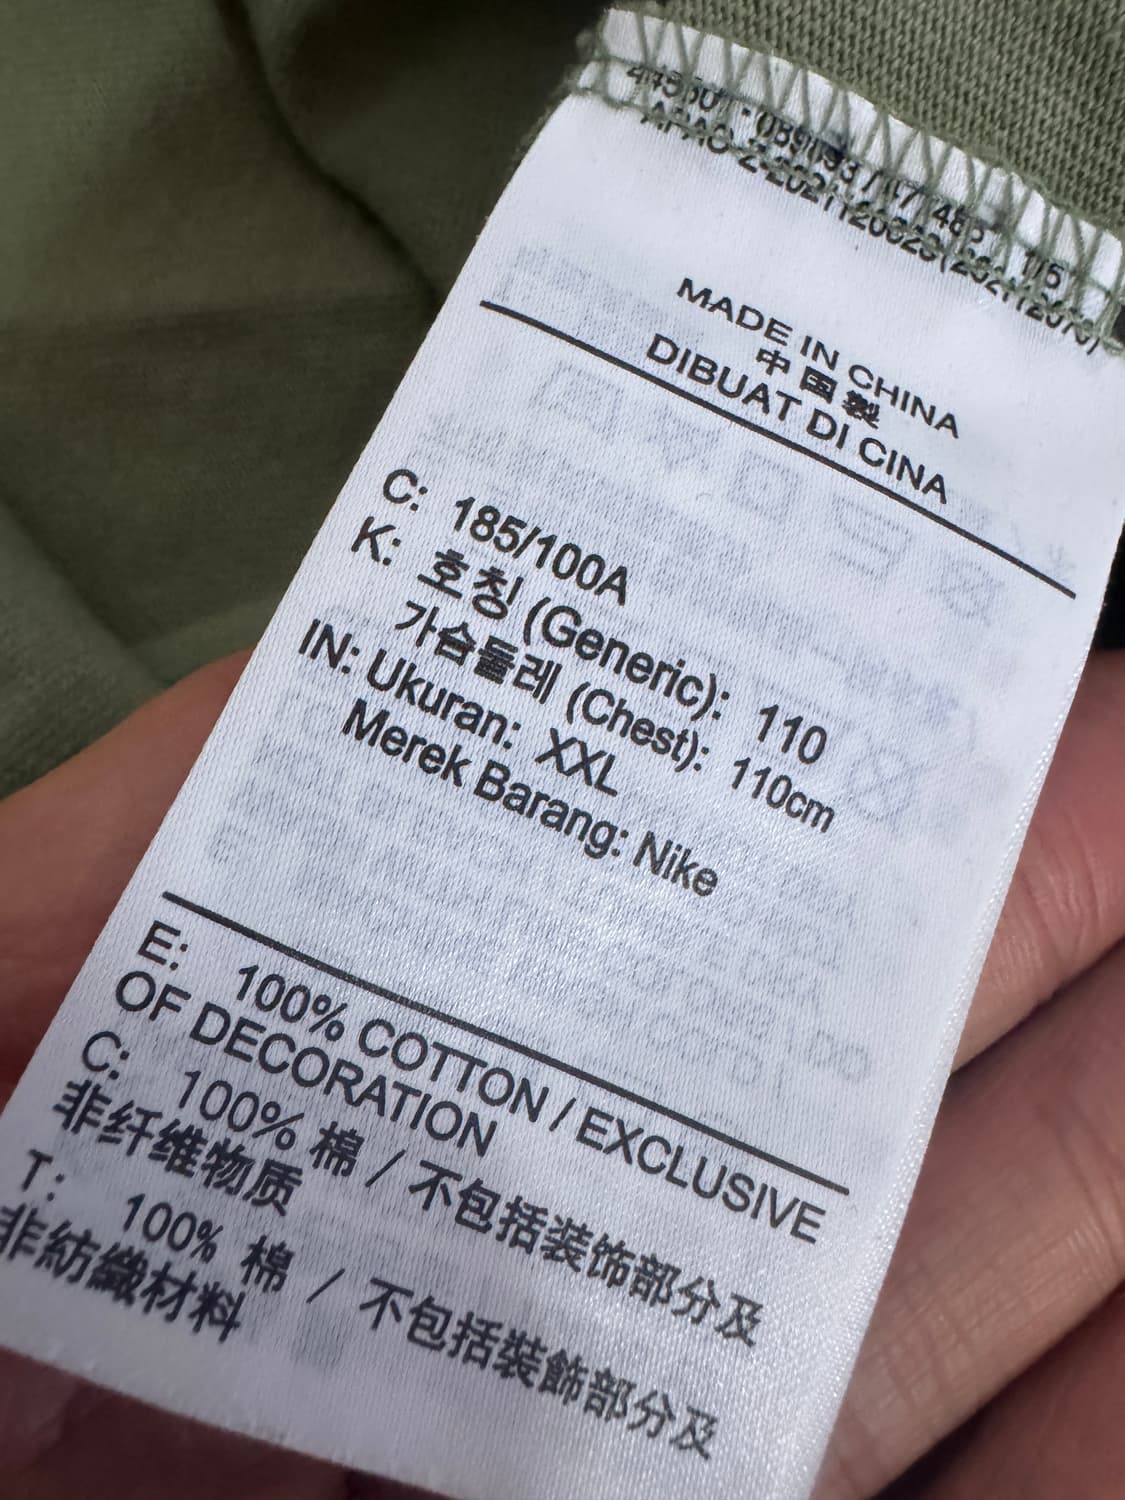 MADE IN CHINA
中国製
DIBUAT DI CINA
C: 185/100A
K: 호칭 (Generic): 110
가슴둘레 (Chest): 110cm
IN: Ukuran: XXL
Merek Barang: Nike
E: 100% COTTON / EXCLUSIVE
OF DECORATION
C: 100% 棉 / 不包括装饰部分及
非纤维物质
T: 100% 棉 / 不包括裝飾部分及
非紡織材料